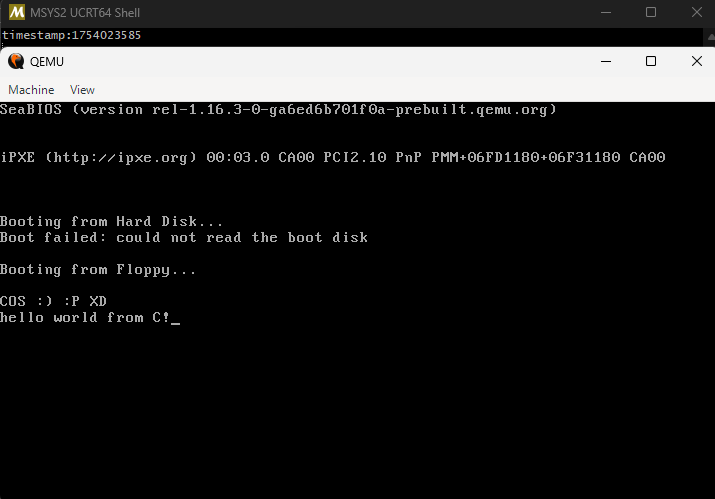 MSYS2 UCRT64 Shell
timestamp:1754023585
QEMU
Machine View
SeaBIOS (version rel-1.16.3-0-ga6ed6b701f0a-prebuilt.qemu.org)
iPXE (http://ipxe.org) 00:03.0 CA00 PCI2.10 PnP PMM+06FD1180+06F31180 CA00
Booting from Hard Disk...
Boot failed: could not read the boot disk
Booting from Floppy...
COS :) :P XD
hello world from C!_